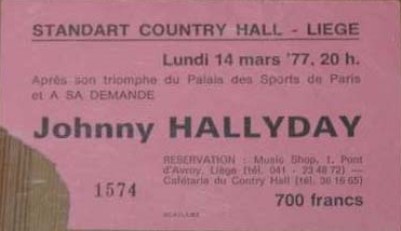 STANDART COUNTRY HALL - LIEGE
Lundi 14 mars '77, 20 h.
Après son triomphe du Palais des Sports de Paris
et A SA DEMANDE
Johnny HALLYDAY
RESERVATION : Music Shop, 1, Pont
d'Avroy, Liège (tél. 041 - 23 48 72) —
Cafétaria du Contry Hall (tél. 36 16 65)
1574
700 francs